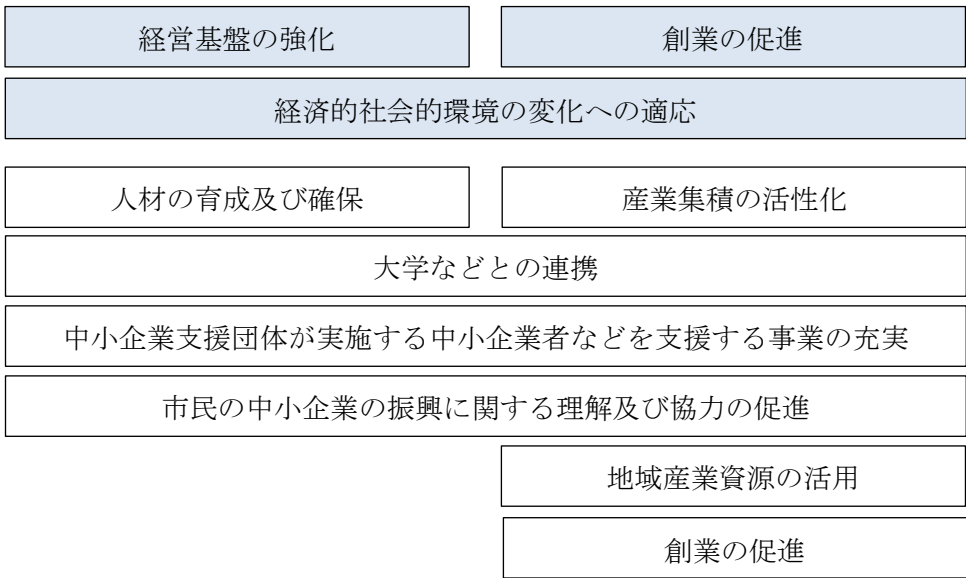 経営基盤の強化
創業の促進
経済的社会的環境の変化への適応
人材の育成及び確保
産業集積の活性化
大学などとの連携
中小企業支援団体が実施する中小企業者などを支援する事業の充実
市民の中小企業の振興に関する理解及び協力の促進
地域産業資源の活用
創業の促進